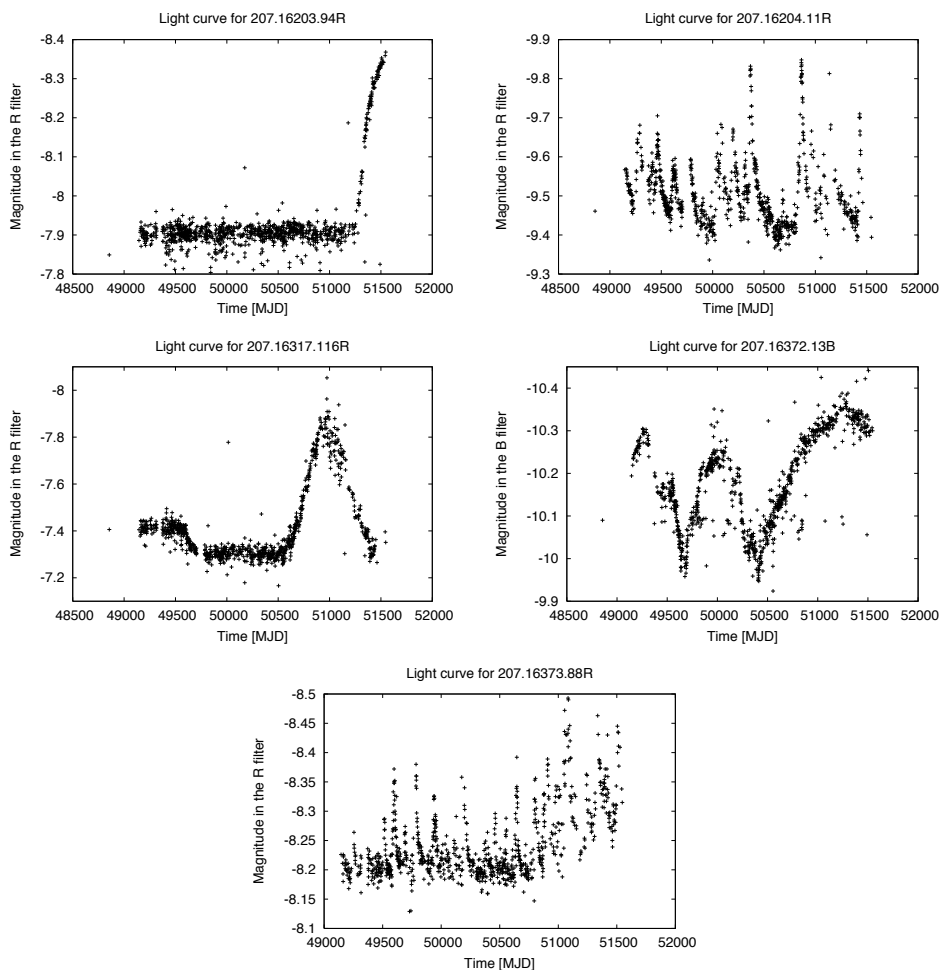 Light curve for 207.16203.94R
Magnitude in the R filter
-8.4
-8.3
-8.2
-8.1
-8
-7.9
-7.8
48500 49000 49500 50000 50500 51000 51500 52000
Time [MJD]
Light curve for 207.16204.11R
Magnitude in the R filter
-9.9
-9.8
-9.7
-9.6
-9.5
-9.4
-9.3
48500 49000 49500 50000 50500 51000 51500 52000
Time [MJD]
Light curve for 207.16317.116R
Magnitude in the R filter
-8
-7.8
-7.6
-7.4
-7.2
48500 49000 49500 50000 50500 51000 51500 52000
Time [MJD]
Light curve for 207.16372.13B
Magnitude in the B filter
-10.4
-10.3
-10.2
-10.1
-10
-9.9
48500 49000 49500 50000 50500 51000 51500 52000
Time [MJD]
Light curve for 207.16373.88R
Magnitude in the R filter
-8.5
-8.45
-8.4
-8.35
-8.3
-8.25
-8.2
-8.15
-8.1
49000 49500 50000 50500 51000 51500 52000
Time [MJD]